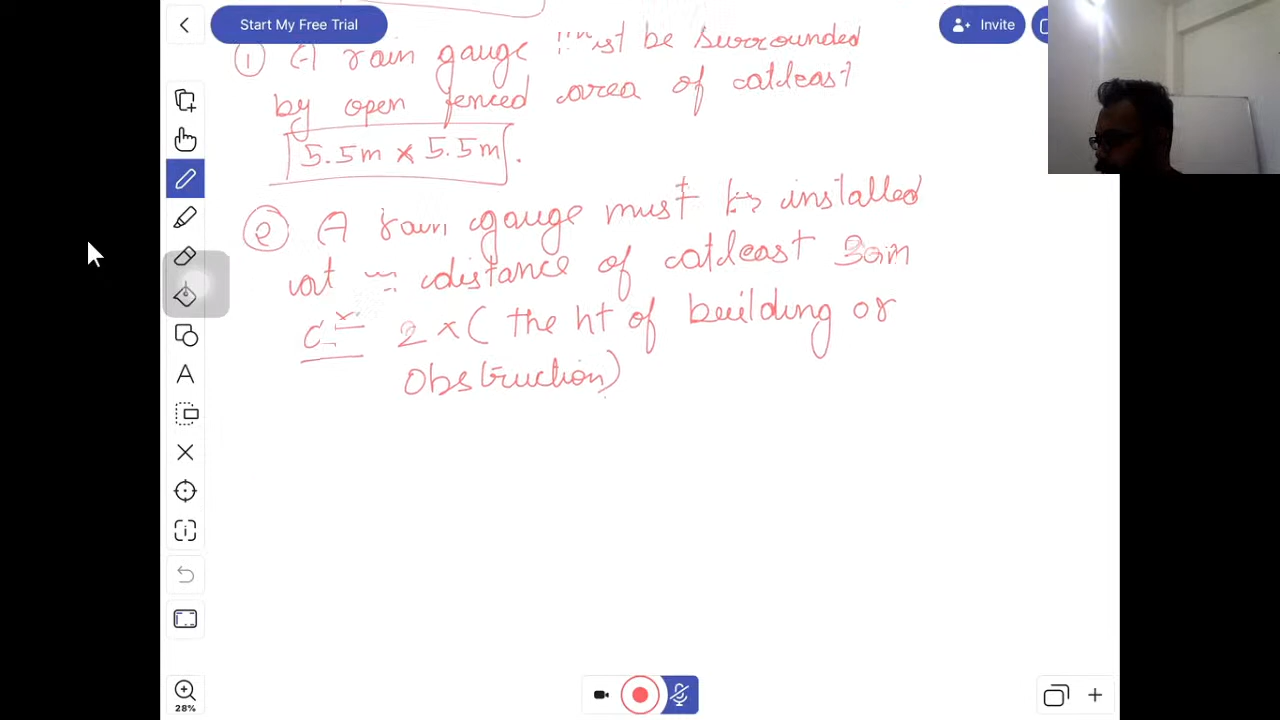 Start My Free Trial
Invite
① A rain gauge must be surrounded
by open fenced area of atleast
5.5m × 5.5m.
② A rain gauge must be installed
at distance of atleast 30m
or 2 × ( the ht of building or
Obstruction)
A
28%